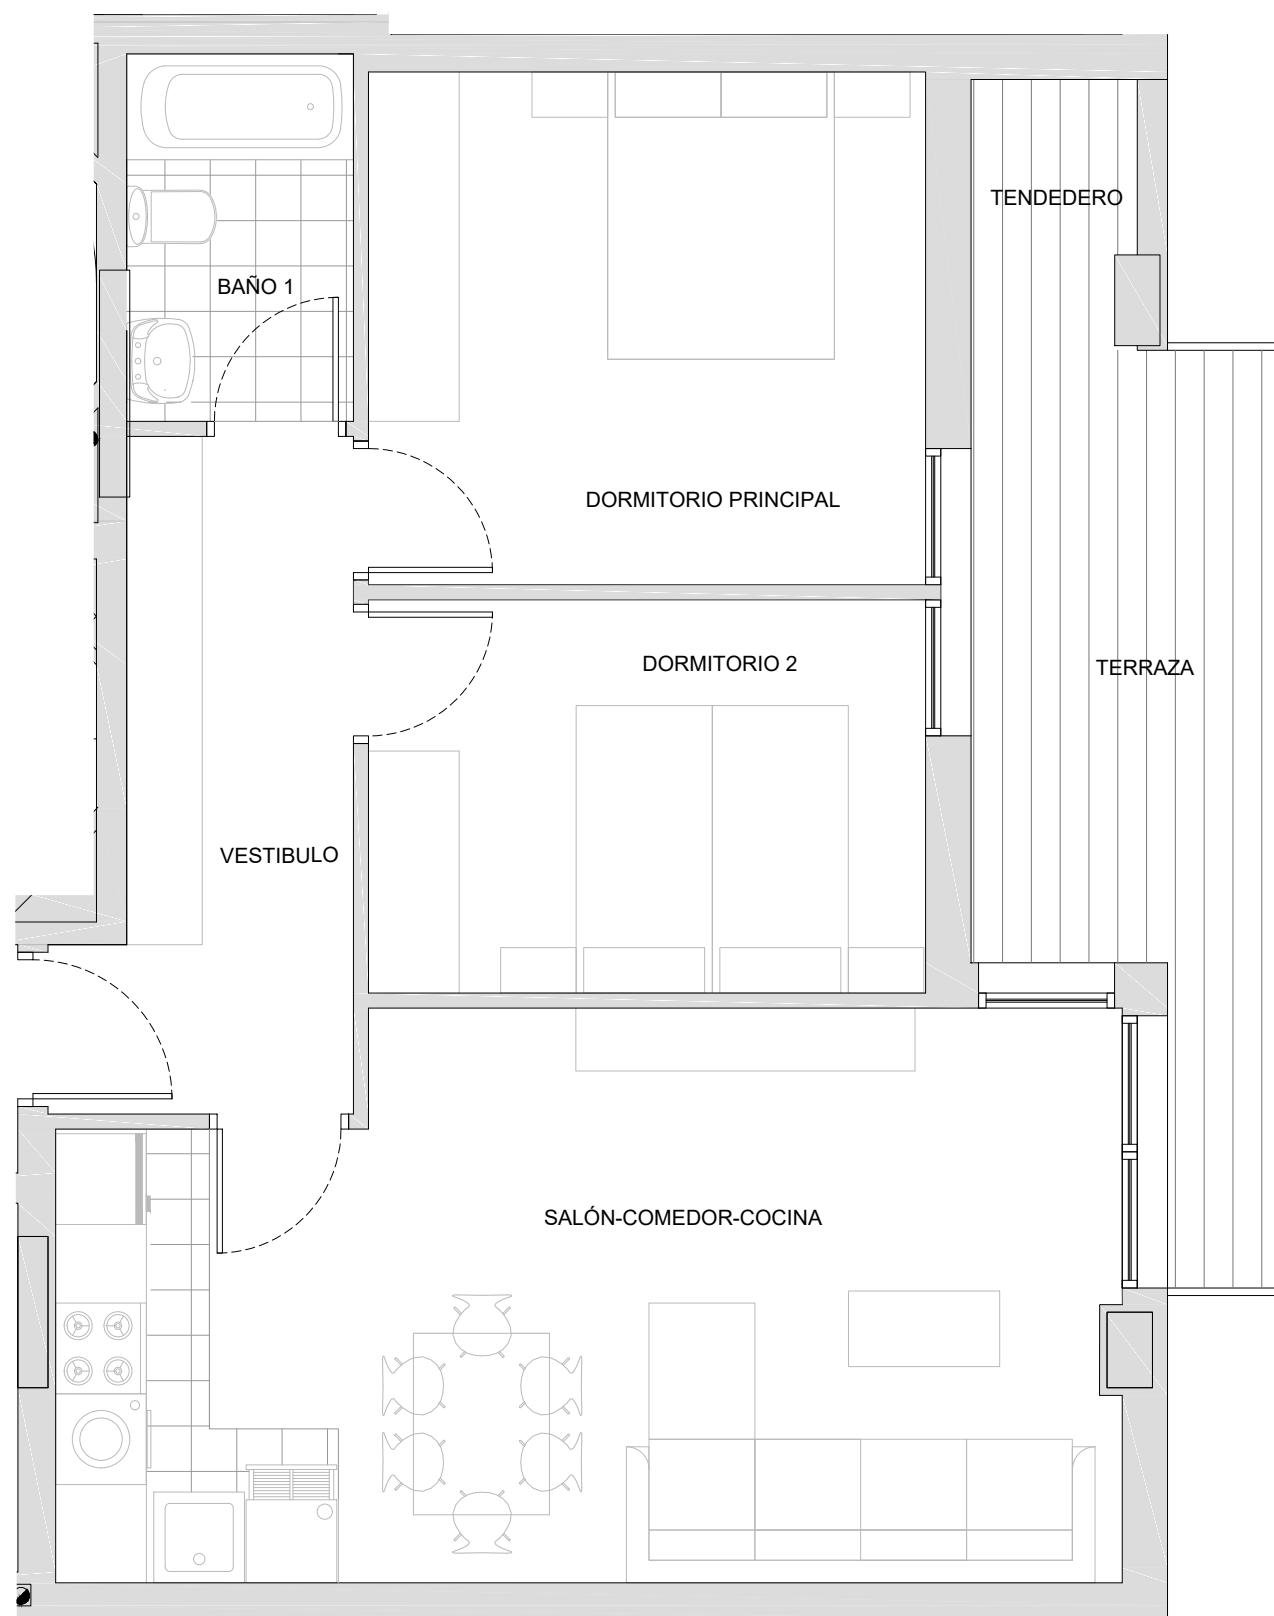 TENDEDERO
BAÑO 1
DORMITORIO PRINCIPAL
DORMITORIO 2
TERRAZA
VESTIBULO
SALÓN-COMEDOR-COCINA